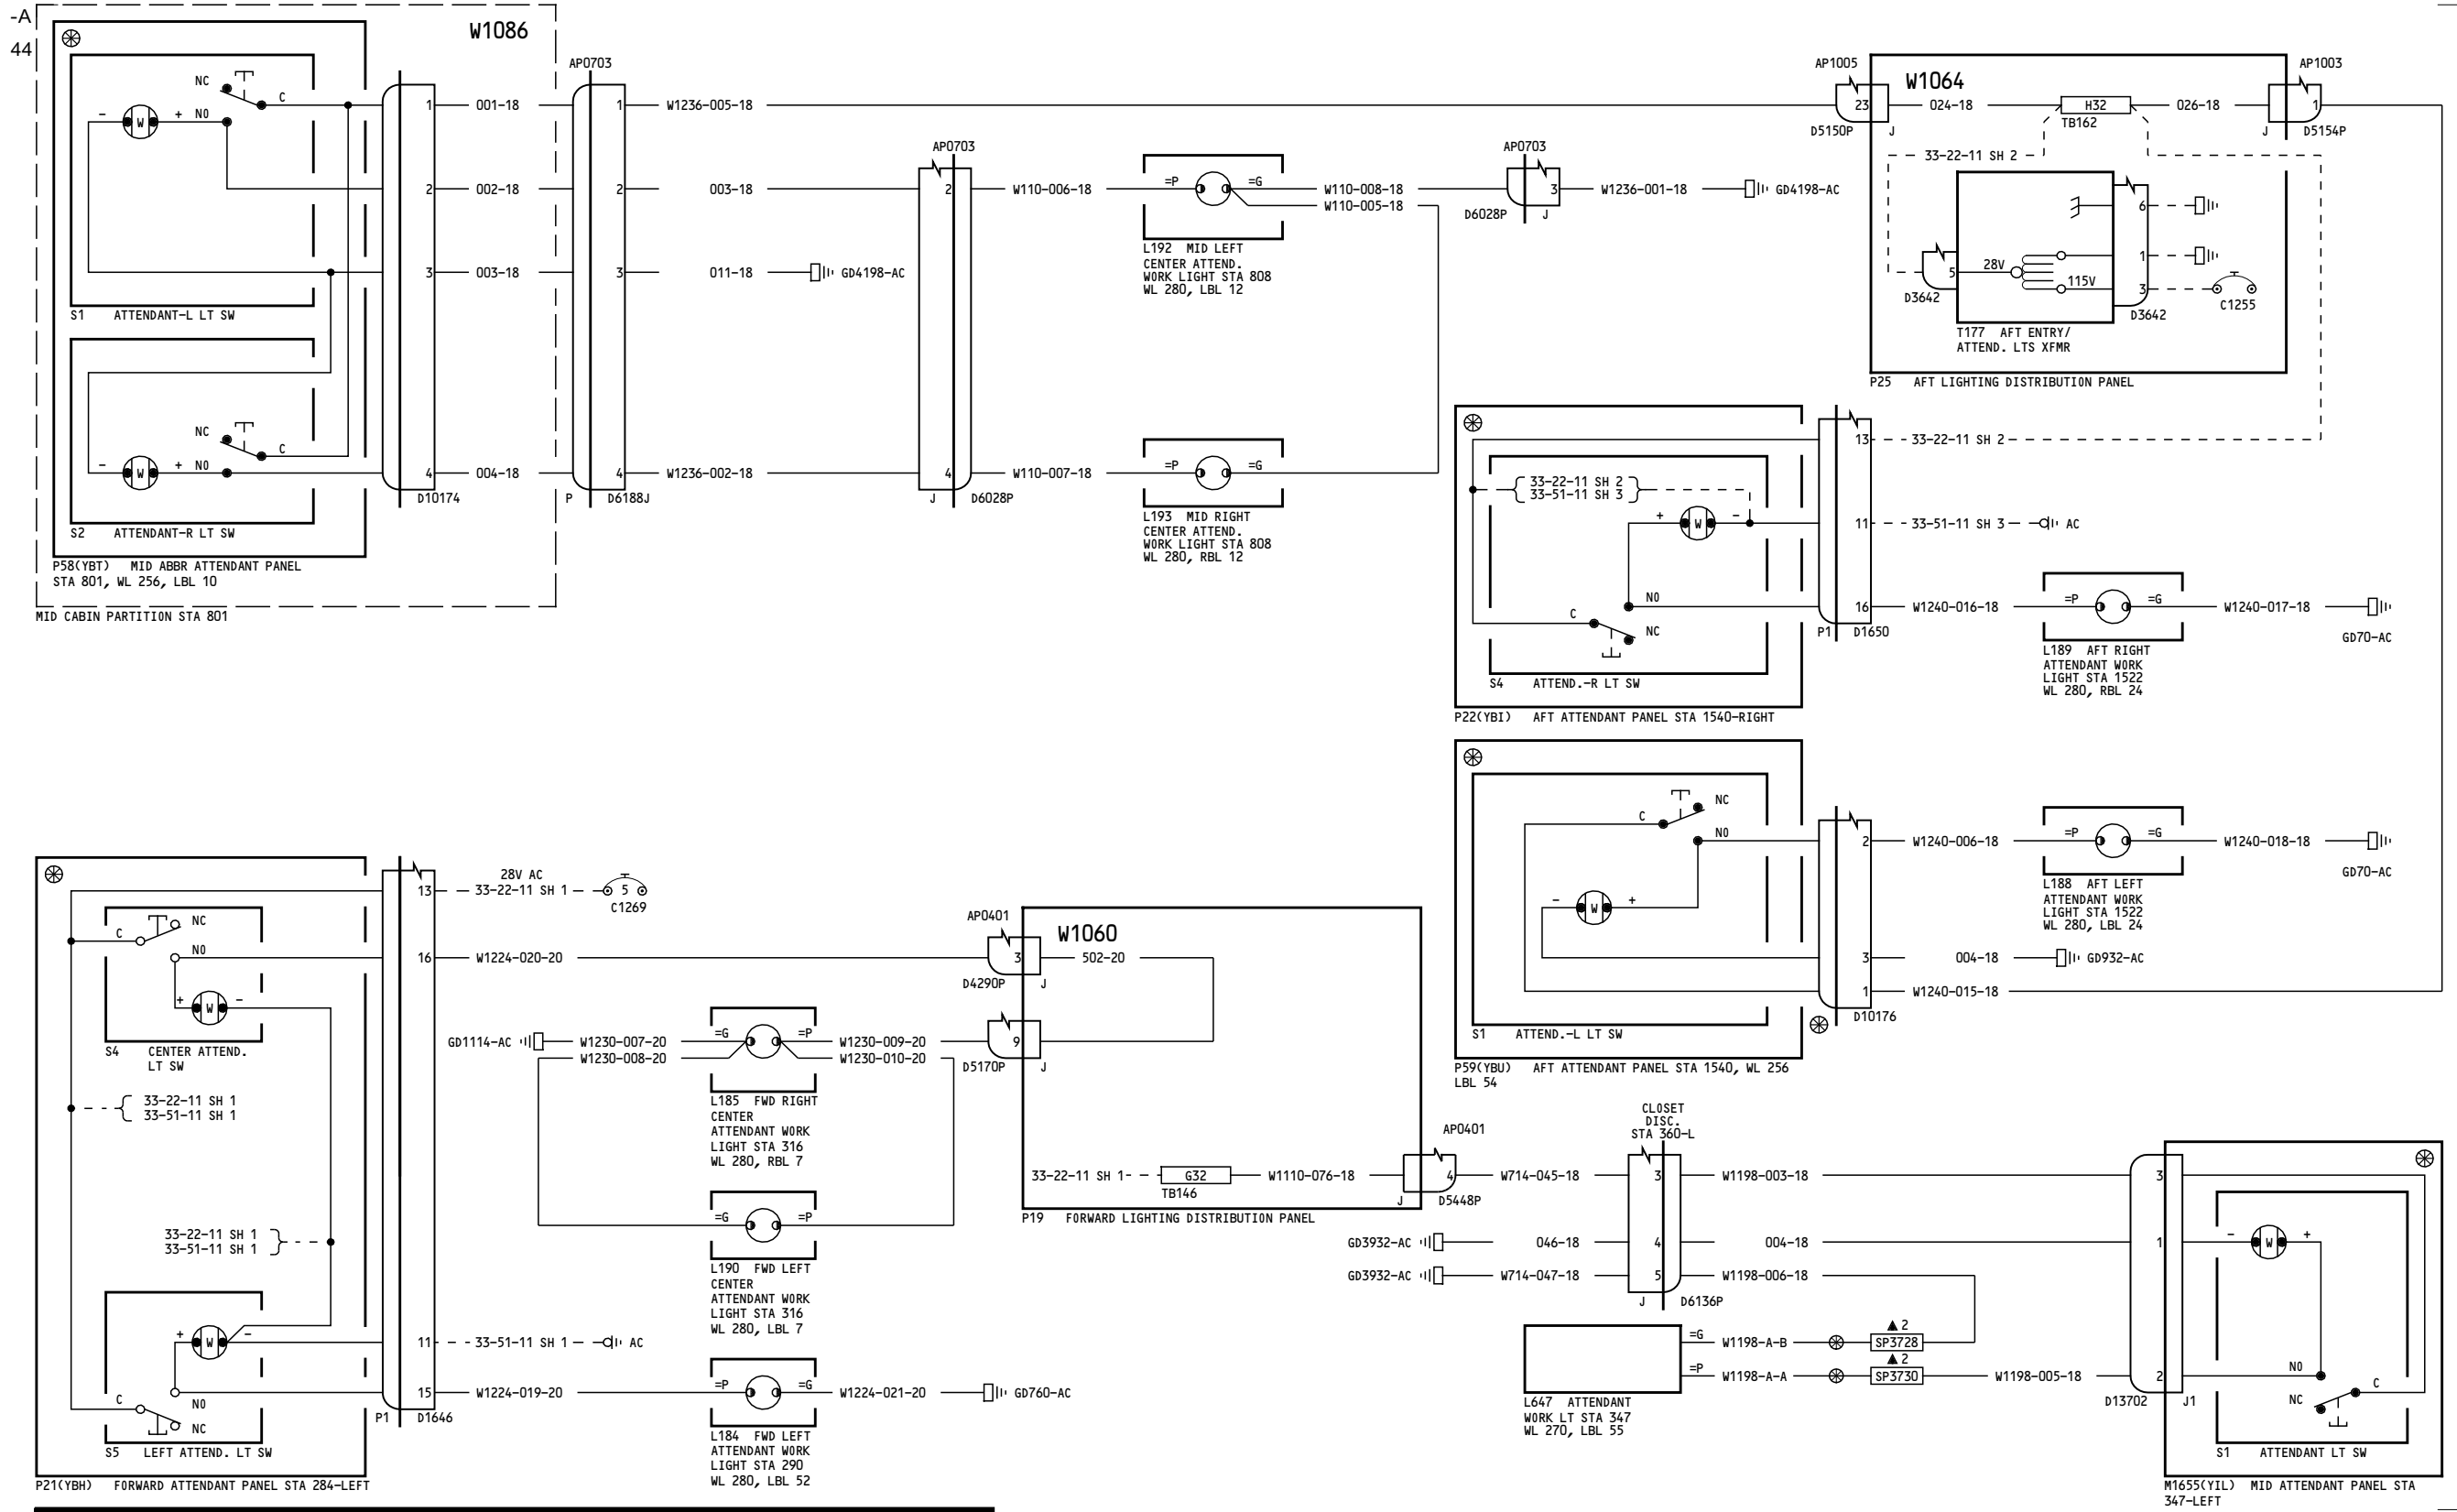 -A
44
W1086
NC
C
- W + NO
S1 ATTENDANT-L LT SW
NC
C
- W + NO
S2 ATTENDANT-R LT SW
P58(YBT) MID ABBR ATTENDANT PANEL
STA 801, WL 256, LBL 10
MID CABIN PARTITION STA 801
1 001-18
2 002-18
3 003-18
4 004-18
D10174
AP0703
1 W1236-005-18
2 003-18
3 011-18 GD4198-AC
4 W1236-002-18
P D6188J
AP0703
2 W110-006-18
4 W110-007-18
J D6028P
=P =G
W110-008-18
W110-005-18
L192 MID LEFT
CENTER ATTEND.
WORK LIGHT STA 808
WL 280, LBL 12
=P =G
L193 MID RIGHT
CENTER ATTEND.
WORK LIGHT STA 808
WL 280, RBL 12
AP0703
3 W1236-001-18 GD4198-AC
D6028P J
AP1005
W1064
AP1003
23 024-18 H32 026-18 1
D5150P J TB162 J D5154P
33-22-11 SH 2
6
1
28V
5
115V
3
D3642
D3642
C1255
T177 AFT ENTRY/
ATTEND. LTS XFMR
P25 AFT LIGHTING DISTRIBUTION PANEL
13 33-22-11 SH 2
33-22-11 SH 2
33-51-11 SH 3
+ W -
11 33-51-11 SH 3 AC
NO
C
NC
16 W1240-016-18 =P =G W1240-017-18
P1 D1650
GD70-AC
S4 ATTEND.-R LT SW
L189 AFT RIGHT
ATTENDANT WORK
LIGHT STA 1522
WL 280, RBL 24
P22(YBI) AFT ATTENDANT PANEL STA 1540-RIGHT
NC
C
NO
- W +
2 W1240-006-18 =P =G W1240-018-18
GD70-AC
L188 AFT LEFT
ATTENDANT WORK
LIGHT STA 1522
WL 280, LBL 24
3 004-18 GD932-AC
1 W1240-015-18
D10176
S1 ATTEND.-L LT SW
P59(YBU) AFT ATTENDANT PANEL STA 1540, WL 256
LBL 54
28V AC
13 33-22-11 SH 1 5
C1269
NC
C
NO
+ W -
S4 CENTER ATTEND.
LT SW
33-22-11 SH 1
33-51-11 SH 1
33-22-11 SH 1
33-51-11 SH 1
+ W -
C
NO
NC
S5 LEFT ATTEND. LT SW
P21(YBH) FORWARD ATTENDANT PANEL STA 284-LEFT
16 W1224-020-20
11 33-51-11 SH 1 AC
15 W1224-019-20 =P =G W1224-021-20 GD760-AC
P1 D1646
L184 FWD LEFT
ATTENDANT WORK
LIGHT STA 290
WL 280, LBL 52
GD1114-AC W1230-007-20 =G =P W1230-009-20
W1230-008-20 W1230-010-20
L185 FWD RIGHT
CENTER
ATTENDANT WORK
LIGHT STA 316
WL 280, RBL 7
=G =P
L190 FWD LEFT
CENTER
ATTENDANT WORK
LIGHT STA 316
WL 280, LBL 7
AP0401
W1060
3 502-20
D4290P J
9
D5170P J
33-22-11 SH 1 G32 W1110-076-18
TB146
P19 FORWARD LIGHTING DISTRIBUTION PANEL
AP0401
4 W714-045-18
J D5448P
CLOSET
DISC.
STA 360-L
3 W1198-003-18
GD3932-AC 046-18 4 004-18
GD3932-AC W714-047-18 5 W1198-006-18
J D6136P
=G W1198-A-B ▲2 SP3728
=P W1198-A-A ▲2 SP3730 W1198-005-18
L647 ATTENDANT
WORK LT STA 347
WL 270, LBL 55
3
1
2
D13702 J1
- W +
NO
C
NC
S1 ATTENDANT LT SW
M1655(YIL) MID ATTENDANT PANEL STA
347-LEFT